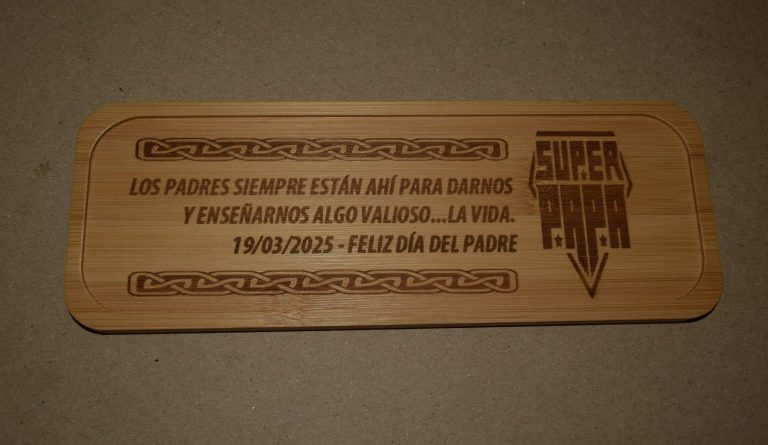 LOS PADRES SIEMPRE ESTÁN AHÍ PARA DARNOS
Y ENSEÑARNOS ALGO VALIOSO...LA VIDA.
19/03/2025 - FELIZ DÍA DEL PADRE
SUPER
PAPA